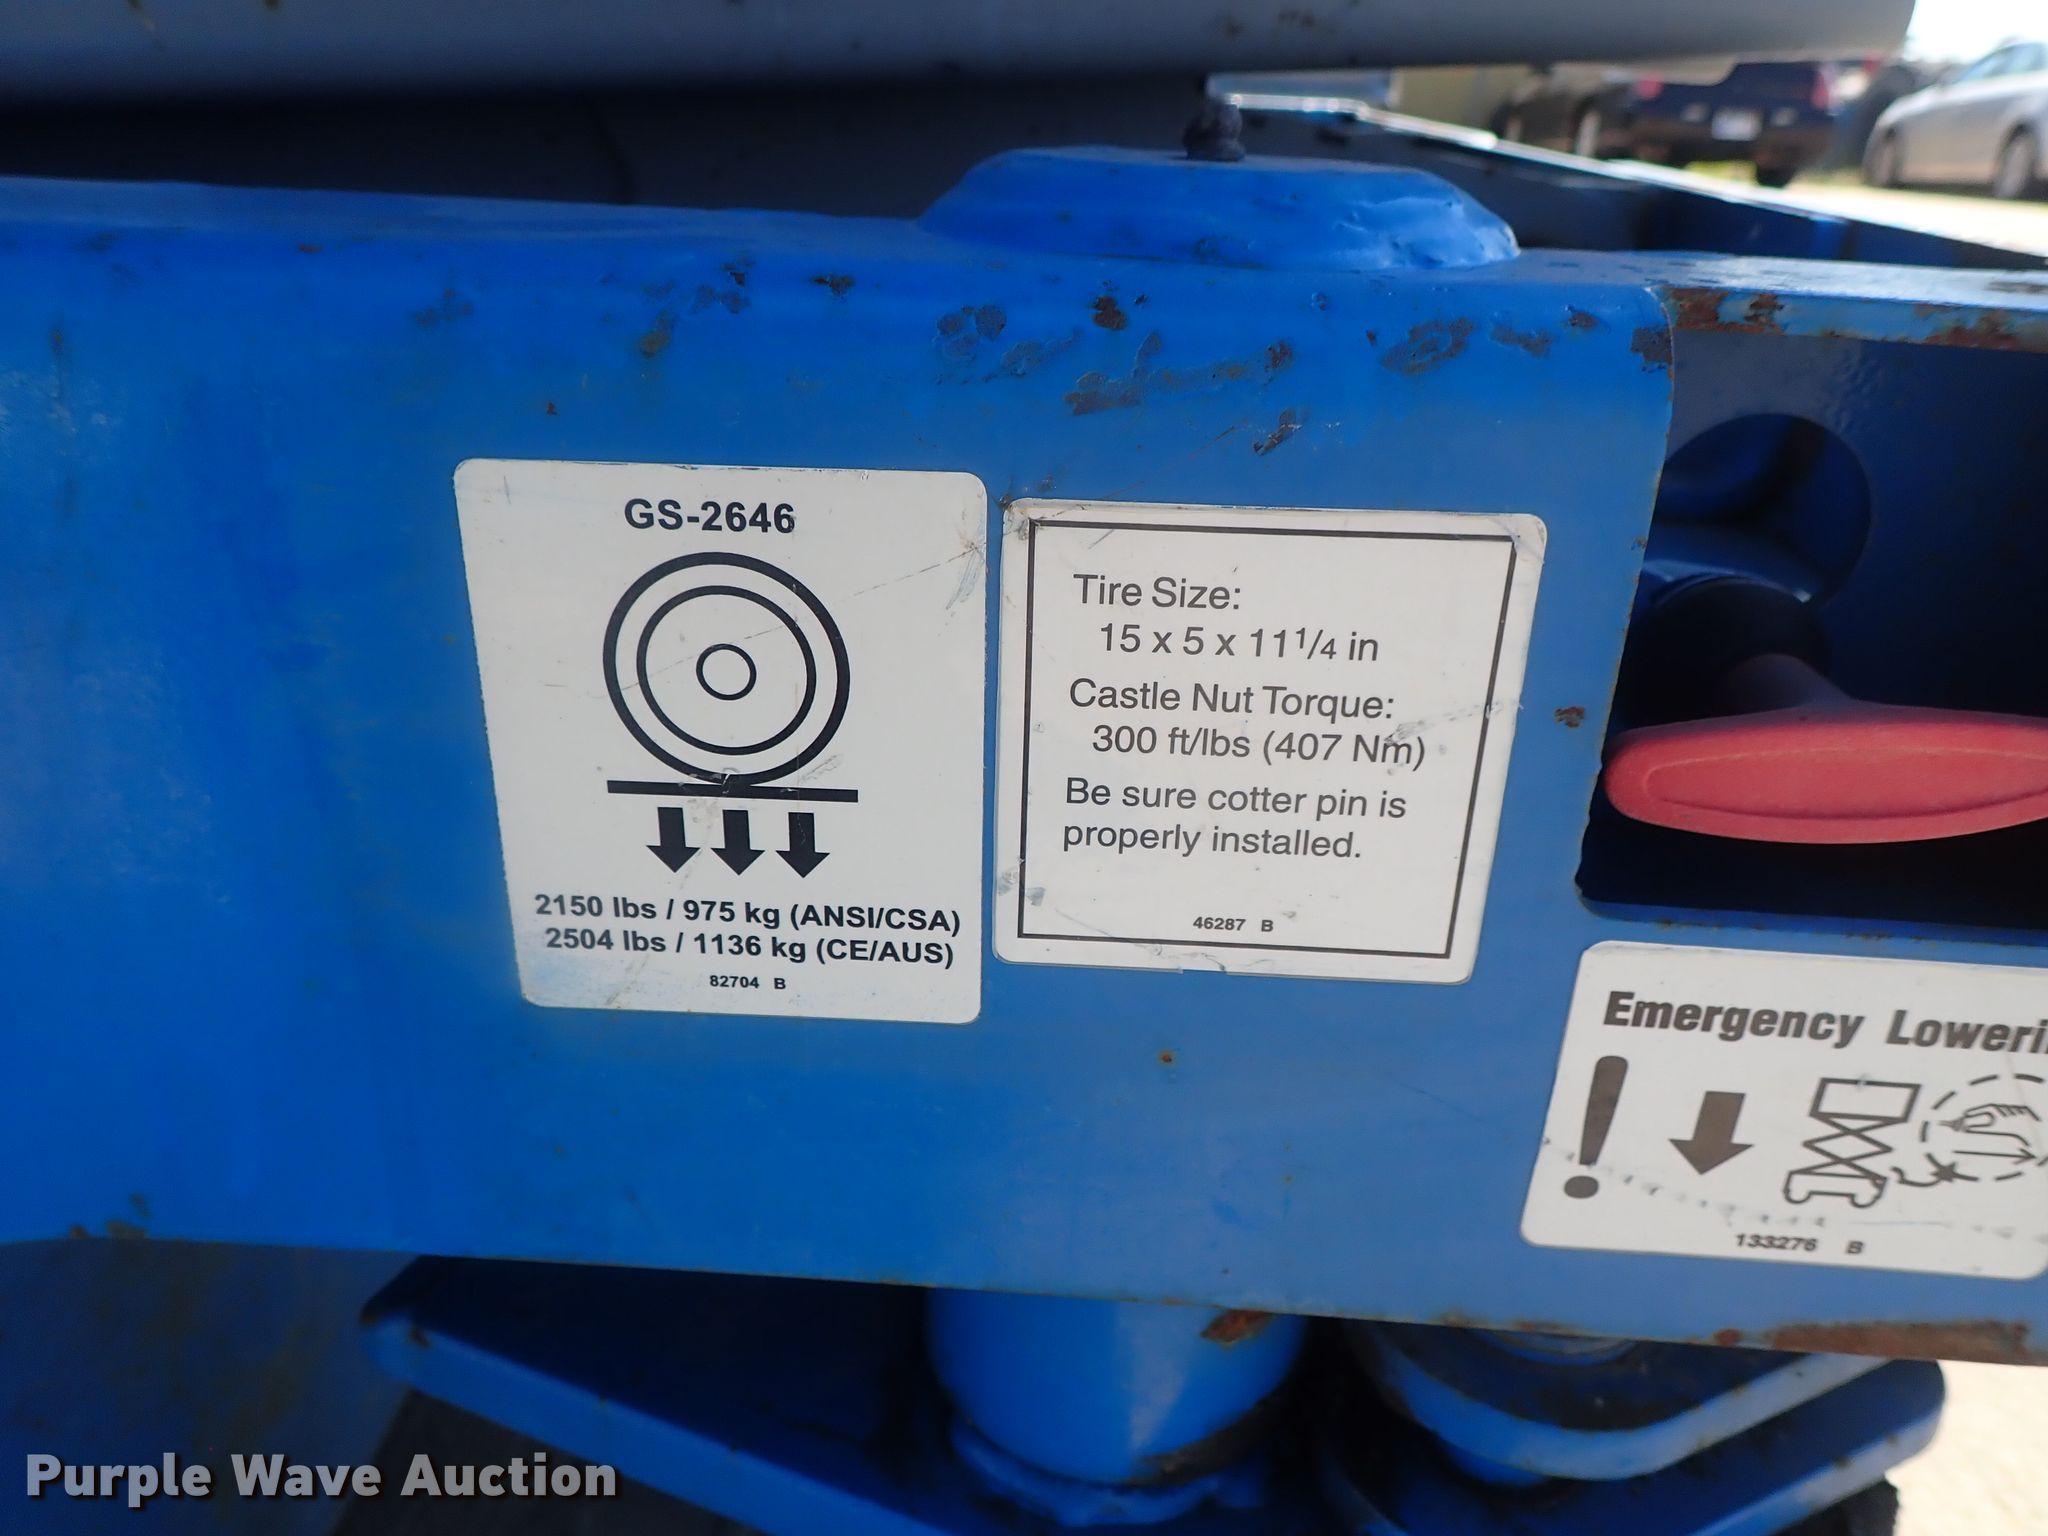 GS-2646
2150 lbs / 975 kg (ANSI/CSA)
2504 lbs / 1136 kg (CE/AUS)
82704 B
Tire Size:
15 x 5 x 11 1/4 in
Castle Nut Torque:
300 ft/lbs (407 Nm)
Be sure cotter pin is
properly installed.
46287 B
Emergency
133276 B
Purple Wave Auction